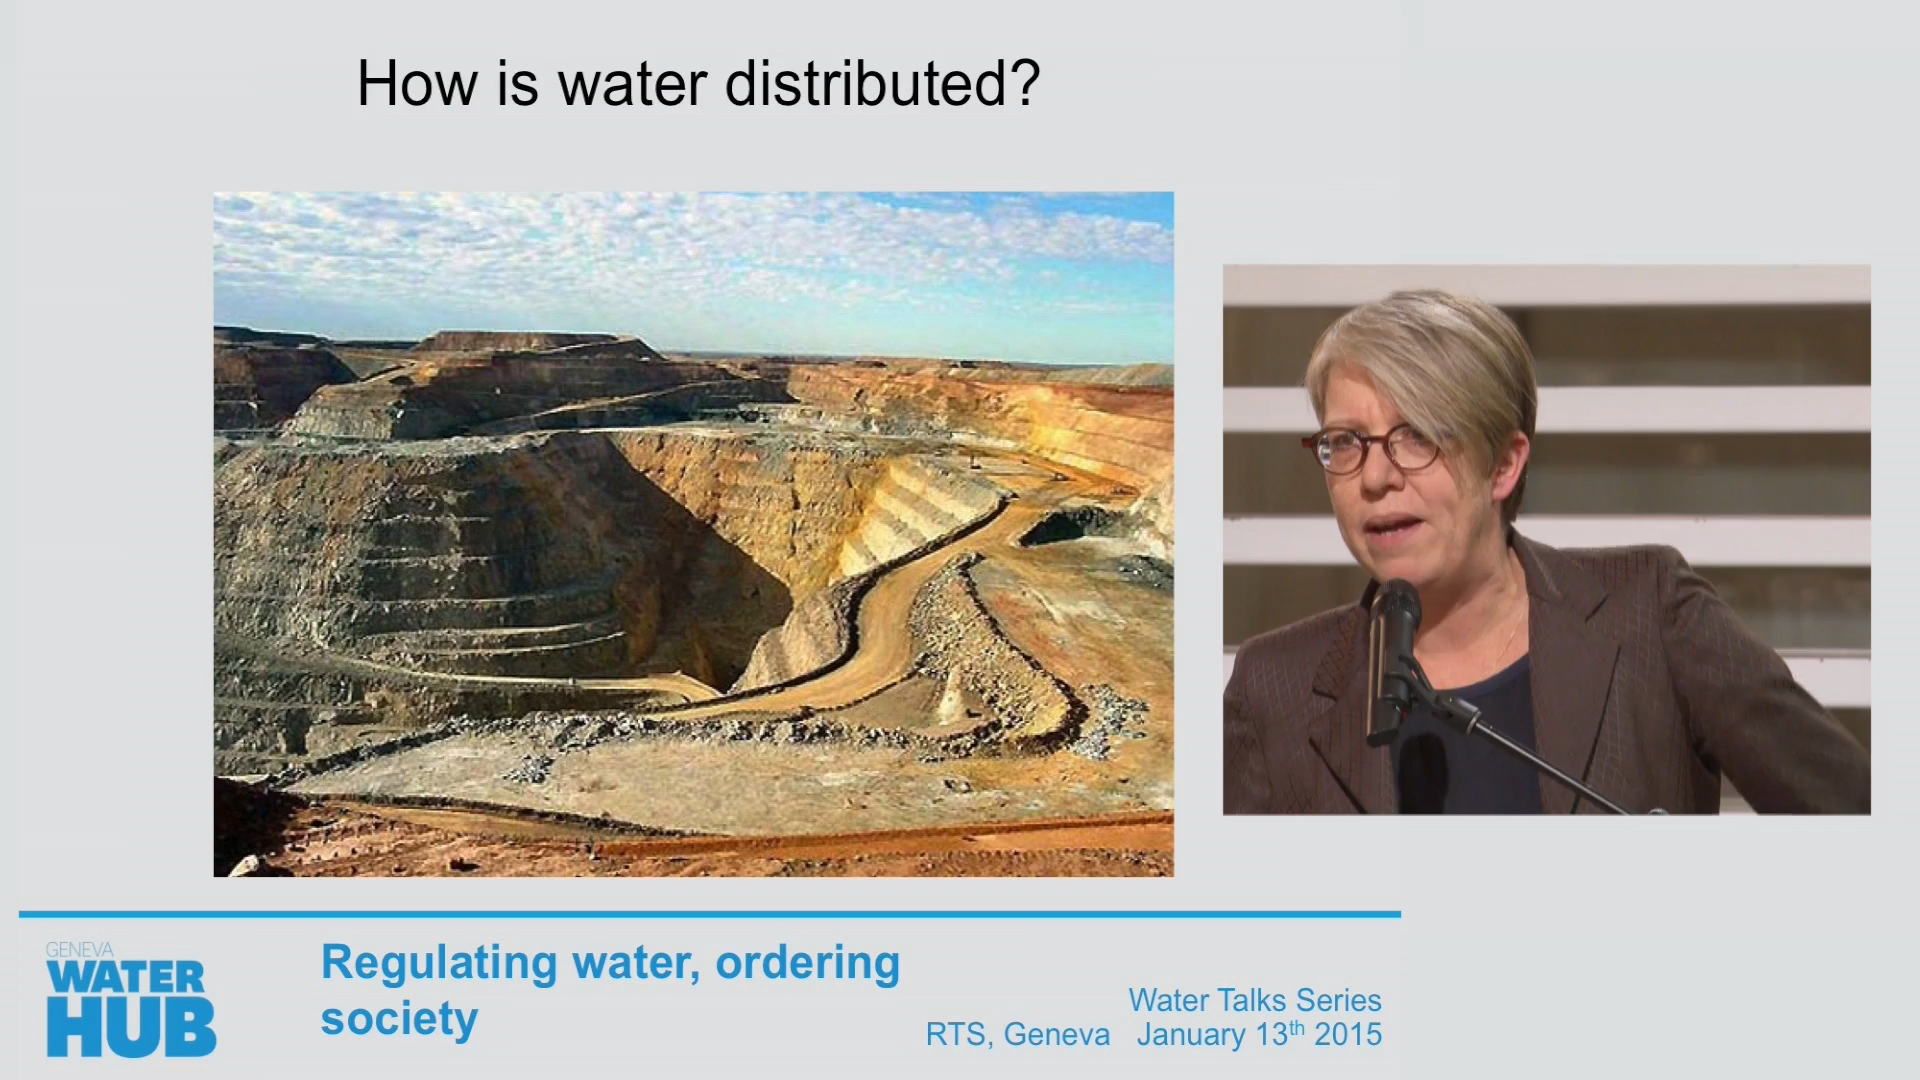 How is water distributed?
GENEVA
WATER
HUB
Regulating water, ordering
society
Water Talks Series
RTS, Geneva January 13th 2015